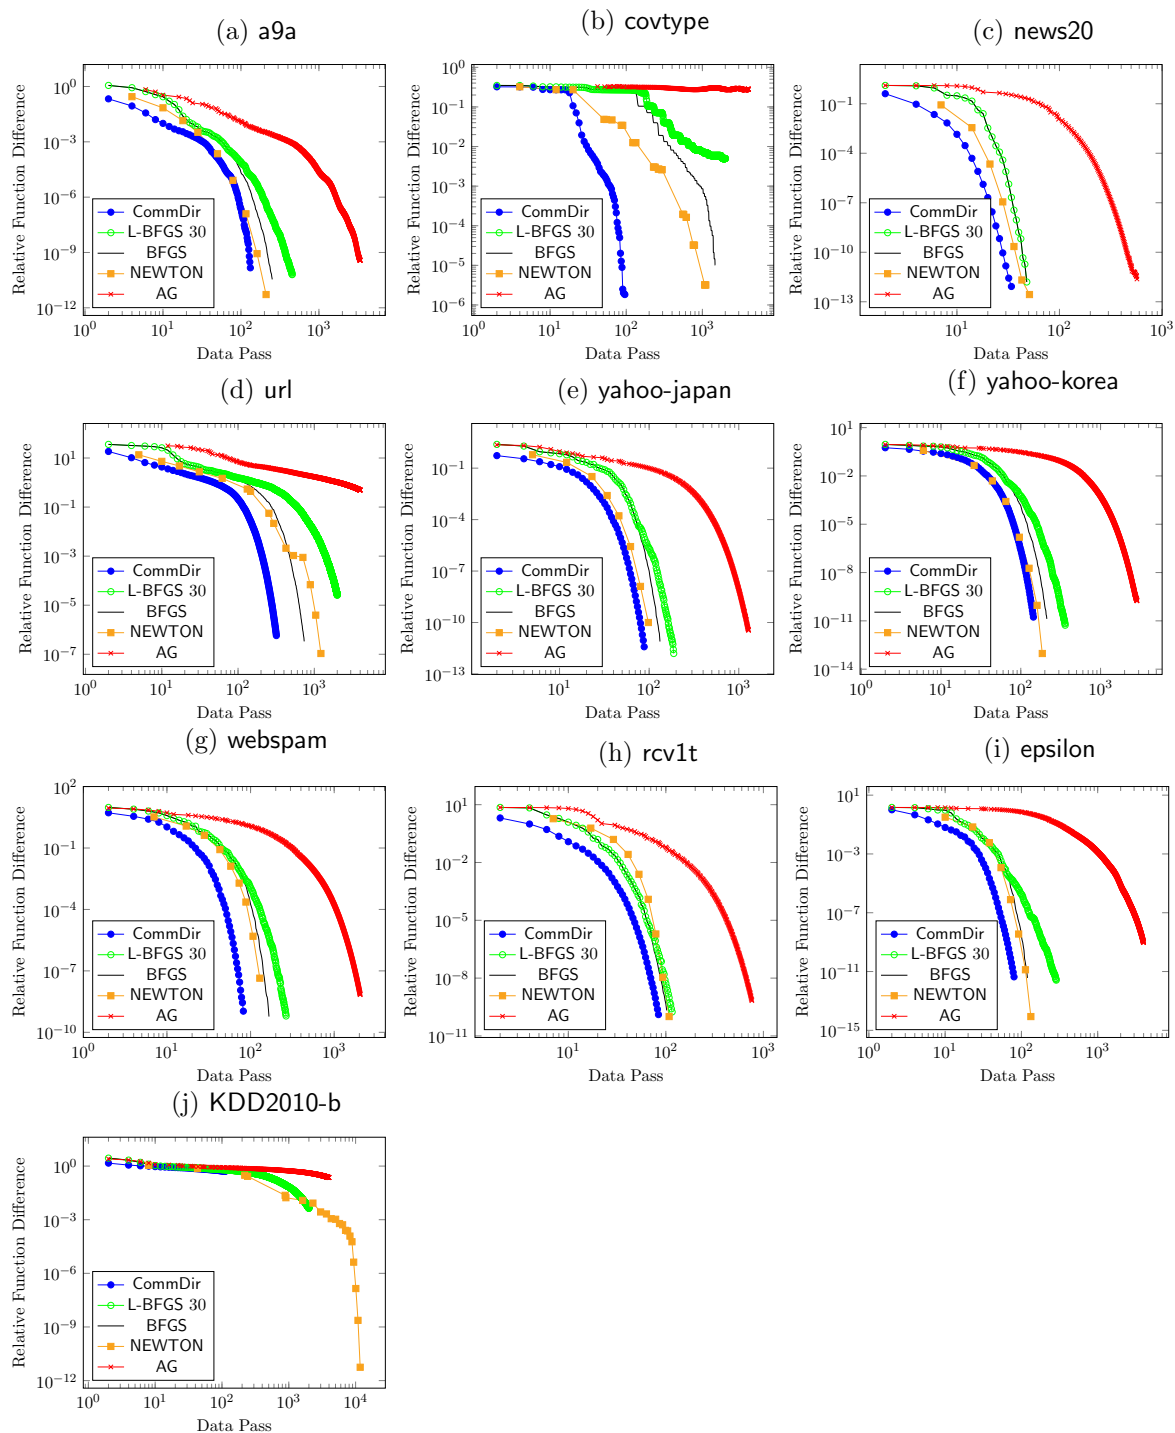 (a) a9a
10^0
10^-3
10^-6
10^-9
10^-12
Relative Function Difference
CommDir
L-BFGS 30
BFGS
NEWTON
AG
10^0 10^1 10^2 10^3
Data Pass
(b) covtype
10^0
10^-1
10^-2
10^-3
10^-4
10^-5
10^-6
Relative Function Difference
CommDir
L-BFGS 30
BFGS
NEWTON
AG
10^0 10^1 10^2 10^3
Data Pass
(c) news20
10^-1
10^-4
10^-7
10^-10
10^-13
Relative Function Difference
CommDir
L-BFGS 30
BFGS
NEWTON
AG
10^1 10^2 10^3
Data Pass
(d) url
10^1
10^-1
10^-3
10^-5
10^-7
Relative Function Difference
CommDir
L-BFGS 30
BFGS
NEWTON
AG
10^0 10^1 10^2 10^3
Data Pass
(e) yahoo-japan
10^-1
10^-4
10^-7
10^-10
10^-13
Relative Function Difference
CommDir
L-BFGS 30
BFGS
NEWTON
AG
10^1 10^2 10^3
Data Pass
(f) yahoo-korea
10^1
10^-2
10^-5
10^-8
10^-11
10^-14
Relative Function Difference
CommDir
L-BFGS 30
BFGS
NEWTON
AG
10^0 10^1 10^2 10^3
Data Pass
(g) webspam
10^2
10^-1
10^-4
10^-7
10^-10
Relative Function Difference
CommDir
L-BFGS 30
BFGS
NEWTON
AG
10^0 10^1 10^2 10^3
Data Pass
(h) rcv1t
10^1
10^-2
10^-5
10^-8
10^-11
Relative Function Difference
CommDir
L-BFGS 30
BFGS
NEWTON
AG
10^1 10^2 10^3
Data Pass
(i) epsilon
10^1
10^-3
10^-7
10^-11
10^-15
Relative Function Difference
CommDir
L-BFGS 30
BFGS
NEWTON
AG
10^0 10^1 10^2 10^3
Data Pass
(j) KDD2010-b
10^0
10^-3
10^-6
10^-9
10^-12
Relative Function Difference
CommDir
L-BFGS 30
BFGS
NEWTON
AG
10^0 10^1 10^2 10^3 10^4
Data Pass